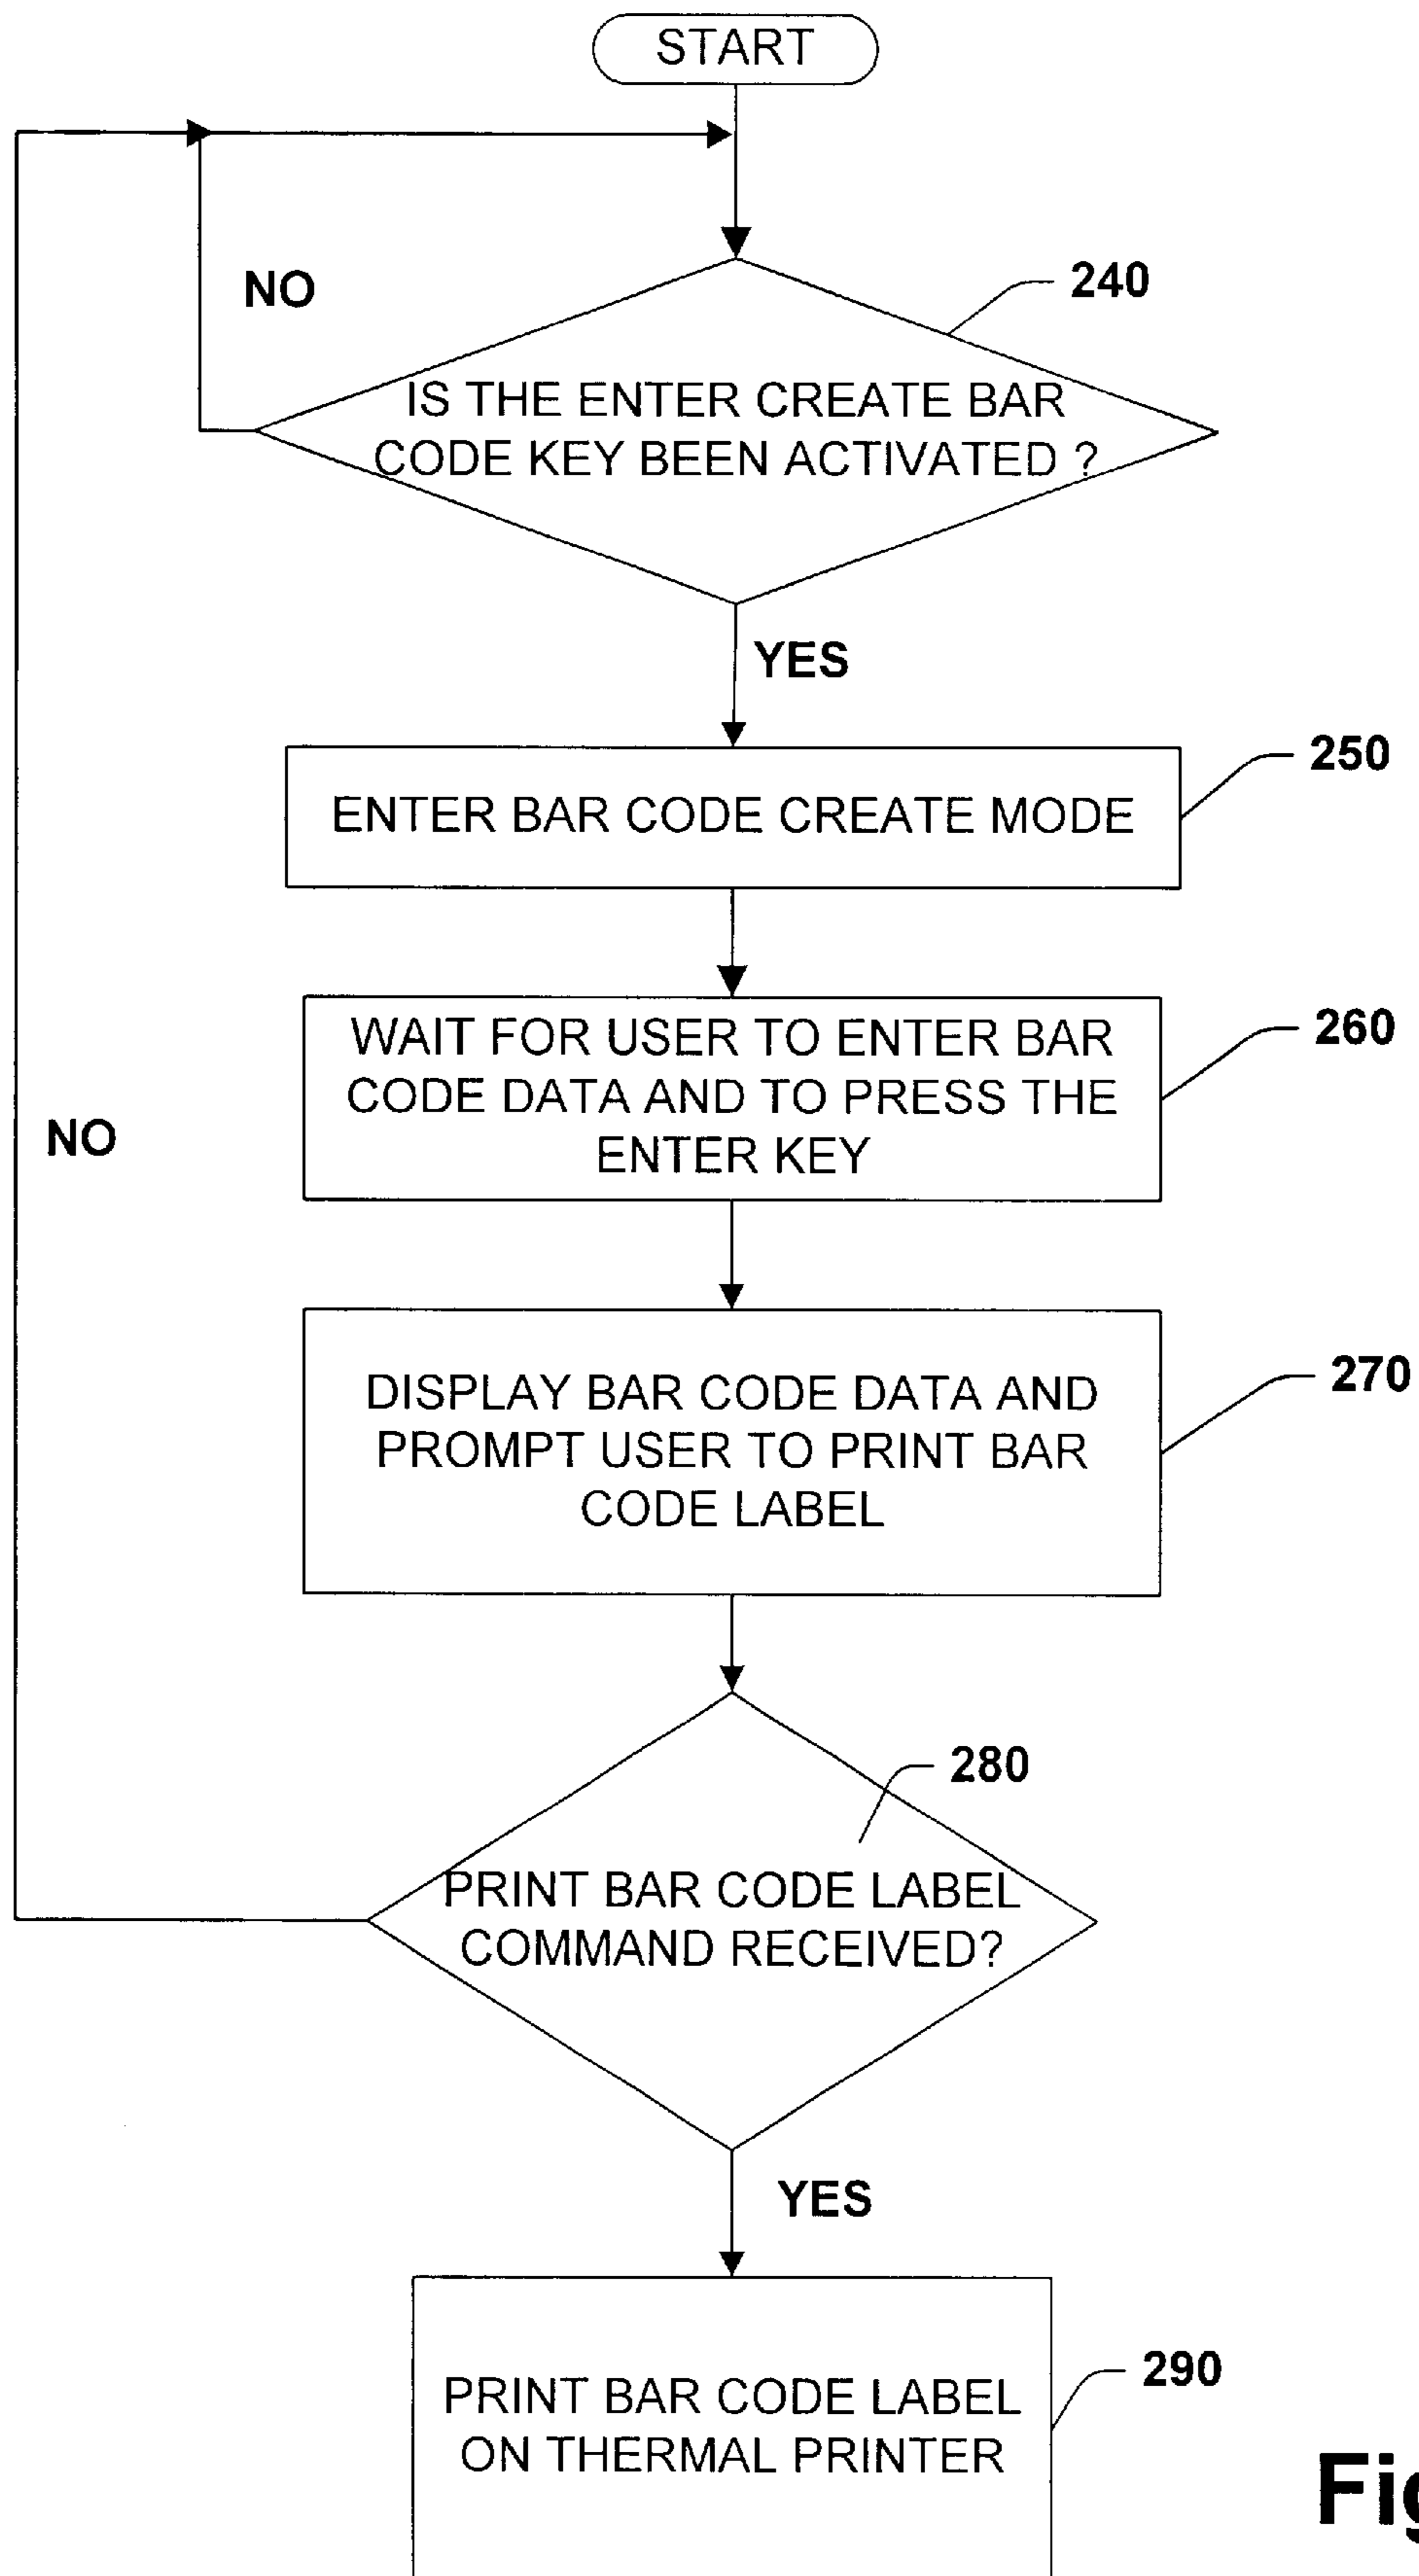 START
NO
240
IS THE ENTER CREATE BAR
CODE KEY BEEN ACTIVATED ?
YES
250
ENTER BAR CODE CREATE MODE
260
WAIT FOR USER TO ENTER BAR
CODE DATA AND TO PRESS THE
ENTER KEY
NO
270
DISPLAY BAR CODE DATA AND
PROMPT USER TO PRINT BAR
CODE LABEL
280
PRINT BAR CODE LABEL
COMMAND RECEIVED?
YES
290
PRINT BAR CODE LABEL
ON THERMAL PRINTER